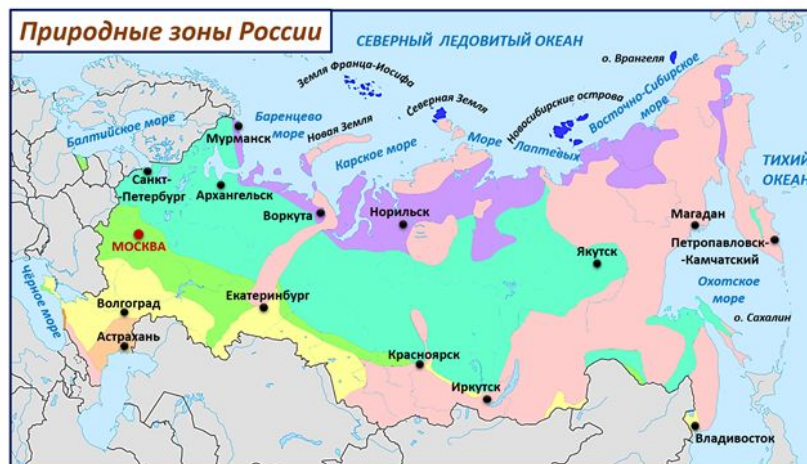 Природные зоны России
СЕВЕРНЫЙ ЛЕДОВИТЫЙ ОКЕАН
Земля Франца-Иосифа
о. Врангеля
Северная Земля
Новосибирские острова
Восточно-Сибирское
море
Баренцево
море
Новая Земля
Балтийское море
Мурманск
Карское море
Море
Лаптевых
ТИХИЙ
ОКЕАН
Санкт-
-Петербург
Архангельск
Воркута
Норильск
Магадан
МОСКВА
Петропавловск-
-Камчатский
Якутск
Чёрное море
Волгоград
Екатеринбург
Охотское
море
о. Сахалин
Астрахань
Красноярск
Иркутск
Владивосток